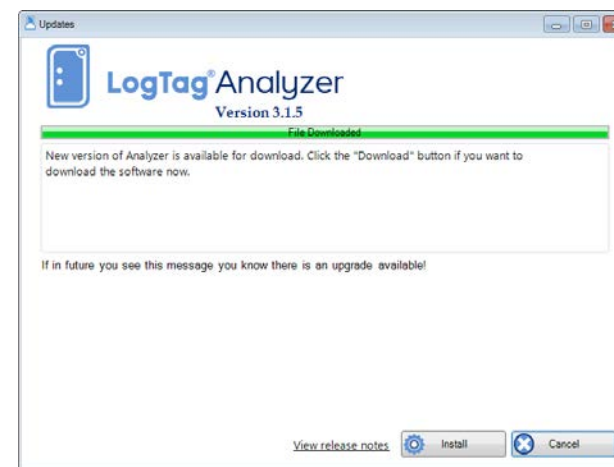 Updates
LogTag® Analyzer
Version 3.1.5
File Downloaded
New version of Analyzer is available for download. Click the "Download" button if you want to
download the software now.
If in future you see this message you know there is an upgrade available!
View release notes
Install
Cancel